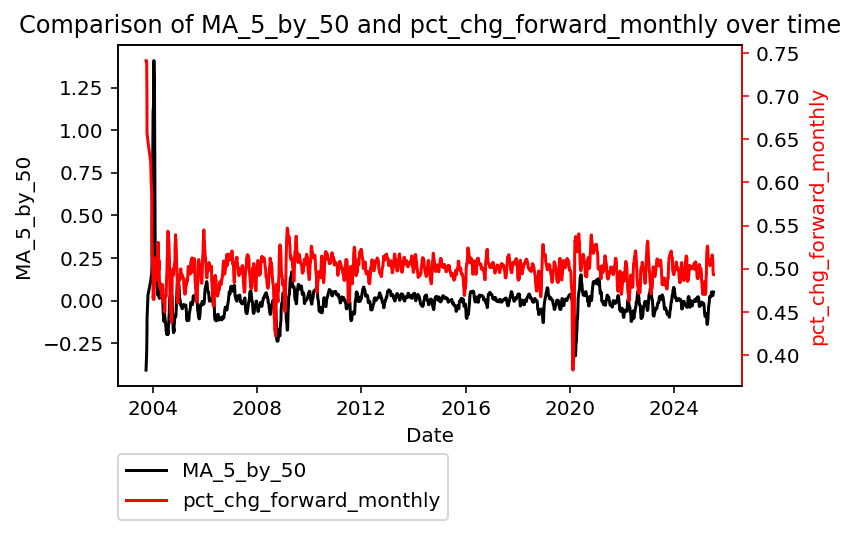 Comparison of MA_5_by_50 and pct_chg_forward_monthly over time
1.25
1.00
0.75
0.50
0.25
0.00
−0.25
MA_5_by_50
0.75
0.70
0.65
0.60
0.55
0.50
0.45
0.40
pct_chg_forward_monthly
2004 2008 2012 2016 2020 2024
Date
MA_5_by_50
pct_chg_forward_monthly